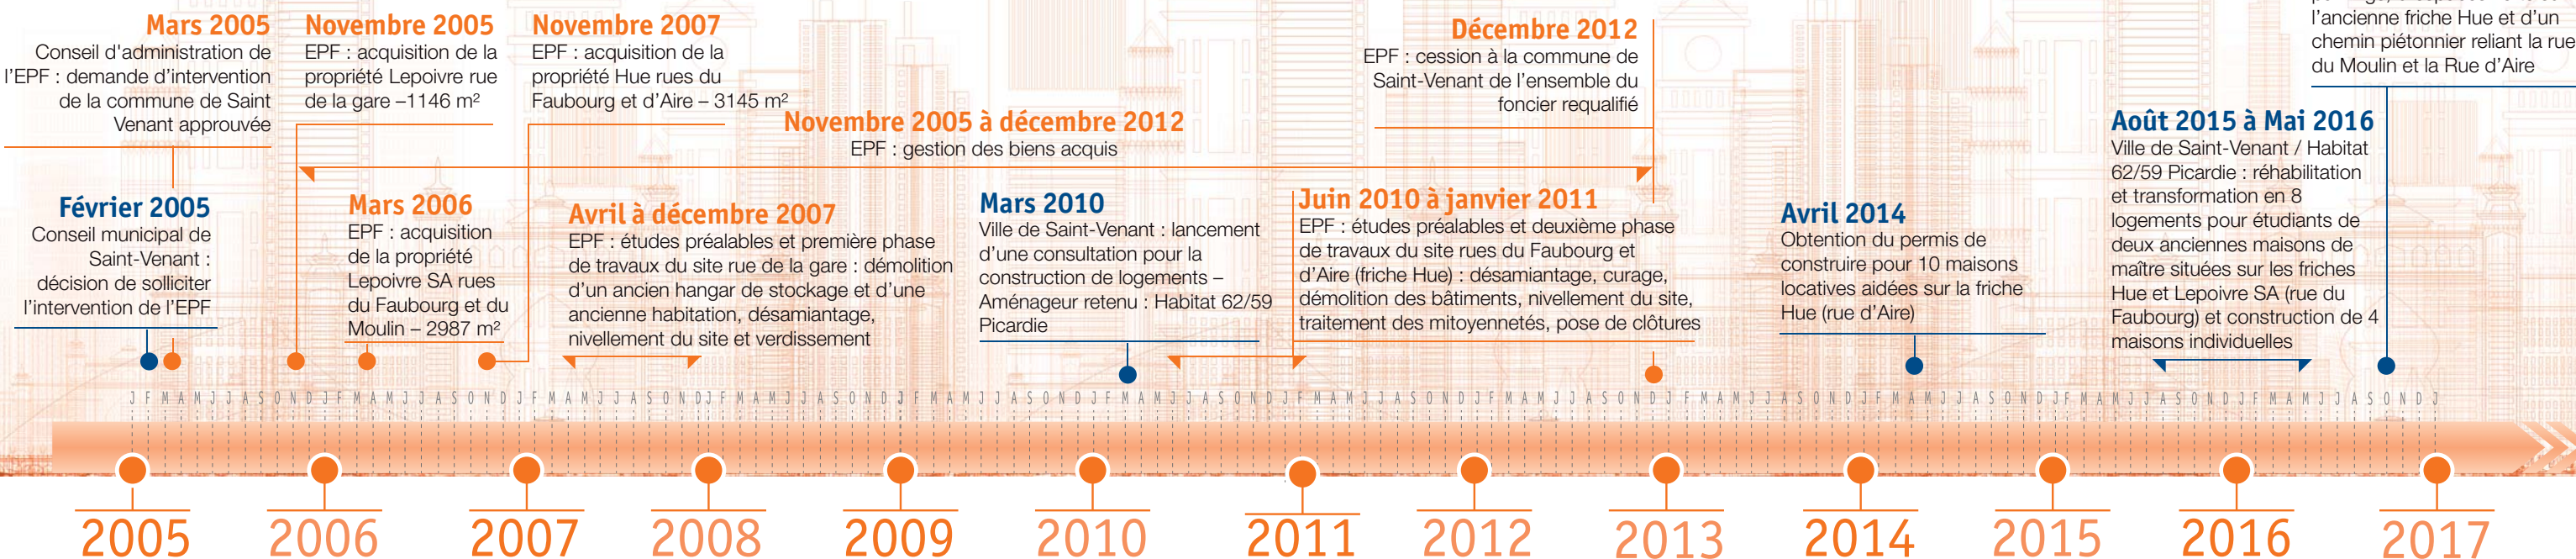 Mars 2005
Conseil d'administration de
l'EPF : demande d'intervention
de la commune de Saint
Venant approuvée
Novembre 2005
EPF : acquisition de la
propriété Lepoivre rue
de la gare –1146 m²
Novembre 2007
EPF : acquisition de la
propriété Hue rues du
Faubourg et d'Aire – 3145 m²
Novembre 2005 à décembre 2012
EPF : gestion des biens acquis
Décembre 2012
EPF : cession à la commune de
Saint-Venant de l'ensemble du
foncier requalifié
l'ancienne friche Hue et d'un
chemin piétonnier reliant la rue
du Moulin et la Rue d'Aire
Février 2005
Conseil municipal de
Saint-Venant :
décision de solliciter
l'intervention de l'EPF
Mars 2006
EPF : acquisition
de la propriété
Lepoivre SA rues
du Faubourg et du
Moulin – 2987 m²
Avril à décembre 2007
EPF : études préalables et première phase
de travaux du site rue de la gare : démolition
d'un ancien hangar de stockage et d'une
ancienne habitation, désamiantage,
nivellement du site et verdissement
Mars 2010
Ville de Saint-Venant : lancement
d'une consultation pour la
construction de logements –
Aménageur retenu : Habitat 62/59
Picardie
Juin 2010 à janvier 2011
EPF : études préalables et deuxième phase
de travaux du site rues du Faubourg et
d'Aire (friche Hue) : désamiantage, curage,
démolition des bâtiments, nivellement du site,
traitement des mitoyennetés, pose de clôtures
Avril 2014
Obtention du permis de
construire pour 10 maisons
locatives aidées sur la friche
Hue (rue d'Aire)
Août 2015 à Mai 2016
Ville de Saint-Venant / Habitat
62/59 Picardie : réhabilitation
et transformation en 8
logements pour étudiants de
deux anciennes maisons de
maître situées sur les friches
Hue et Lepoivre SA (rue du
Faubourg) et construction de 4
maisons individuelles
J F M A M J J A S O N D J F M A M J J A S O N D J F M A M J J A S O N D J F M A M J J A S O N D J F M A M J J A S O N D J F M A M J J A S O N D J F M A M J J A S O N D J F M A M J J A S O N D J F M A M J J A S O N D J F M A M J J A S O N D J F M A M J J A S O N D J F M A M J J A S O N D J
2005 2006 2007 2008 2009 2010 2011 2012 2013 2014 2015 2016 2017